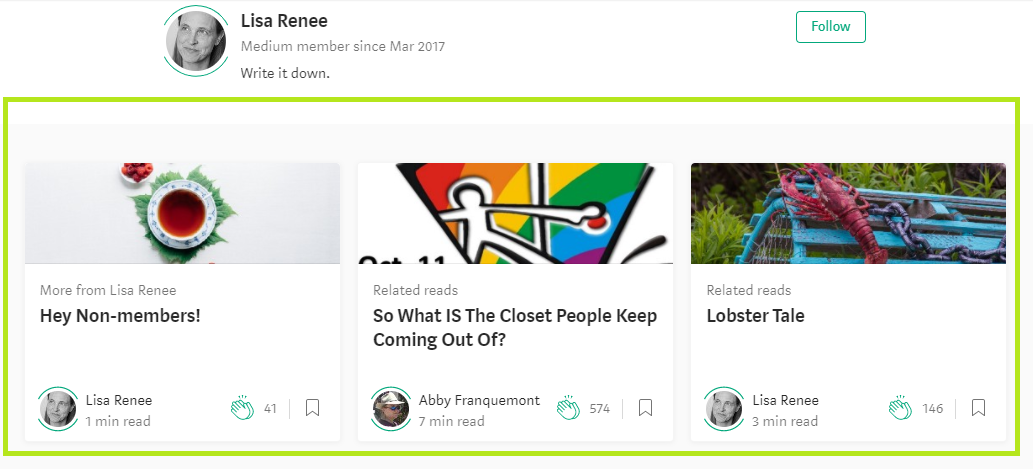 Lisa Renee
Follow
Medium member since Mar 2017
Write it down.
Oct. 11
More from Lisa Renee
Hey Non-members!
Lisa Renee
1 min read
41
Related reads
So What IS The Closet People Keep
Coming Out Of?
Abby Franquemont
7 min read
574
Related reads
Lobster Tale
Lisa Renee
3 min read
146